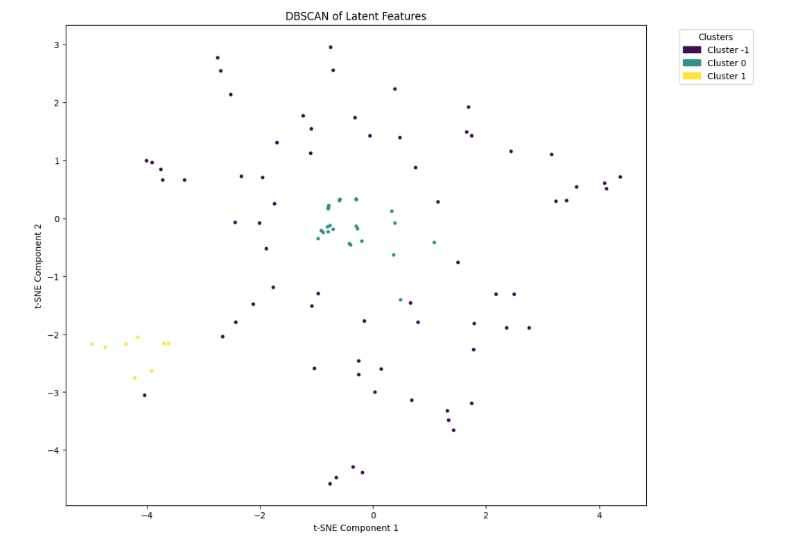 DBSCAN of Latent Features
Clusters
Cluster -1
Cluster 0
Cluster 1
3
2
1
0
−1
−2
−3
−4
t-SNE Component 2
−4
−2
0
2
4
t-SNE Component 1